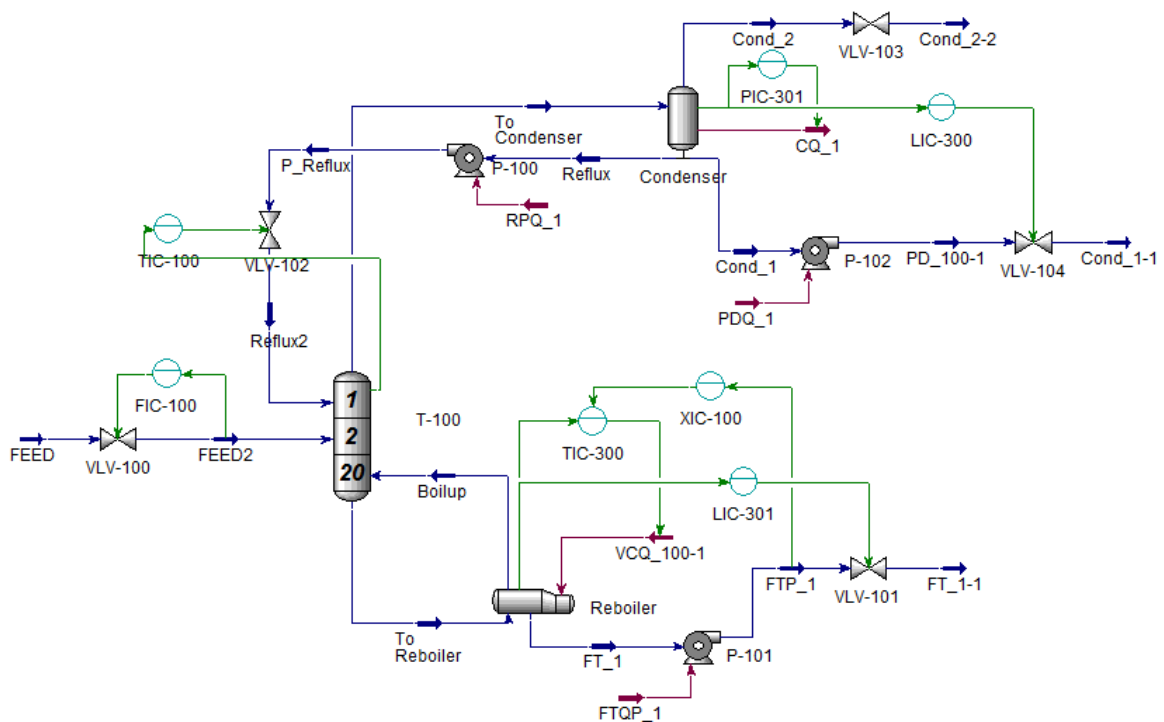 Cond_2
VLV-103
Cond_2-2
PIC-301
To
Condenser
LIC-300
CQ_1
P_Reflux
P-100
Reflux
Condenser
RPQ_1
TIC-100
VLV-102
Cond_1
P-102
PD_100-1
VLV-104
Cond_1-1
PDQ_1
Reflux2
FIC-100
1
T-100
XIC-100
2
TIC-300
FEED
VLV-100
FEED2
20
Boilup
LIC-301
VCQ_100-1
FTP_1
VLV-101
FT_1-1
Reboiler
To
Reboiler
FT_1
P-101
FTQP_1